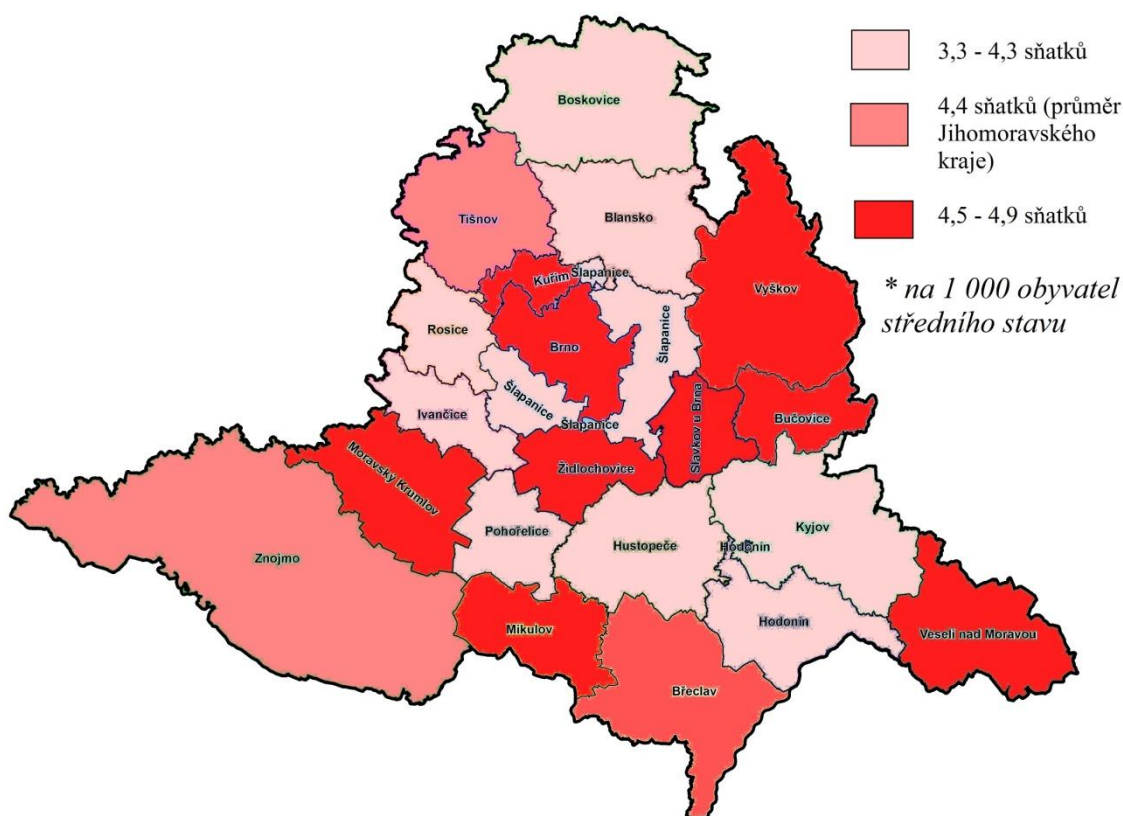 3,3 - 4,3 sňatků
4,4 sňatků (průměr
Jihomoravského
kraje)
4,5 - 4,9 sňatků
* na 1 000 obyvatel
středního stavu
Boskovice
Tišnov
Blansko
Kuřim
Šlapanice
Vyškov
Rosice
Brno
Šlapanice
Ivančice
Šlapanice
Šlapanice
Slavkov u Brna
Bučovice
Moravský Krumlov
Židlochovice
Znojmo
Pohořelice
Hustopeče
Hodonín
Kyjov
Mikulov
Hodonín
Veselí nad Moravou
Břeclav